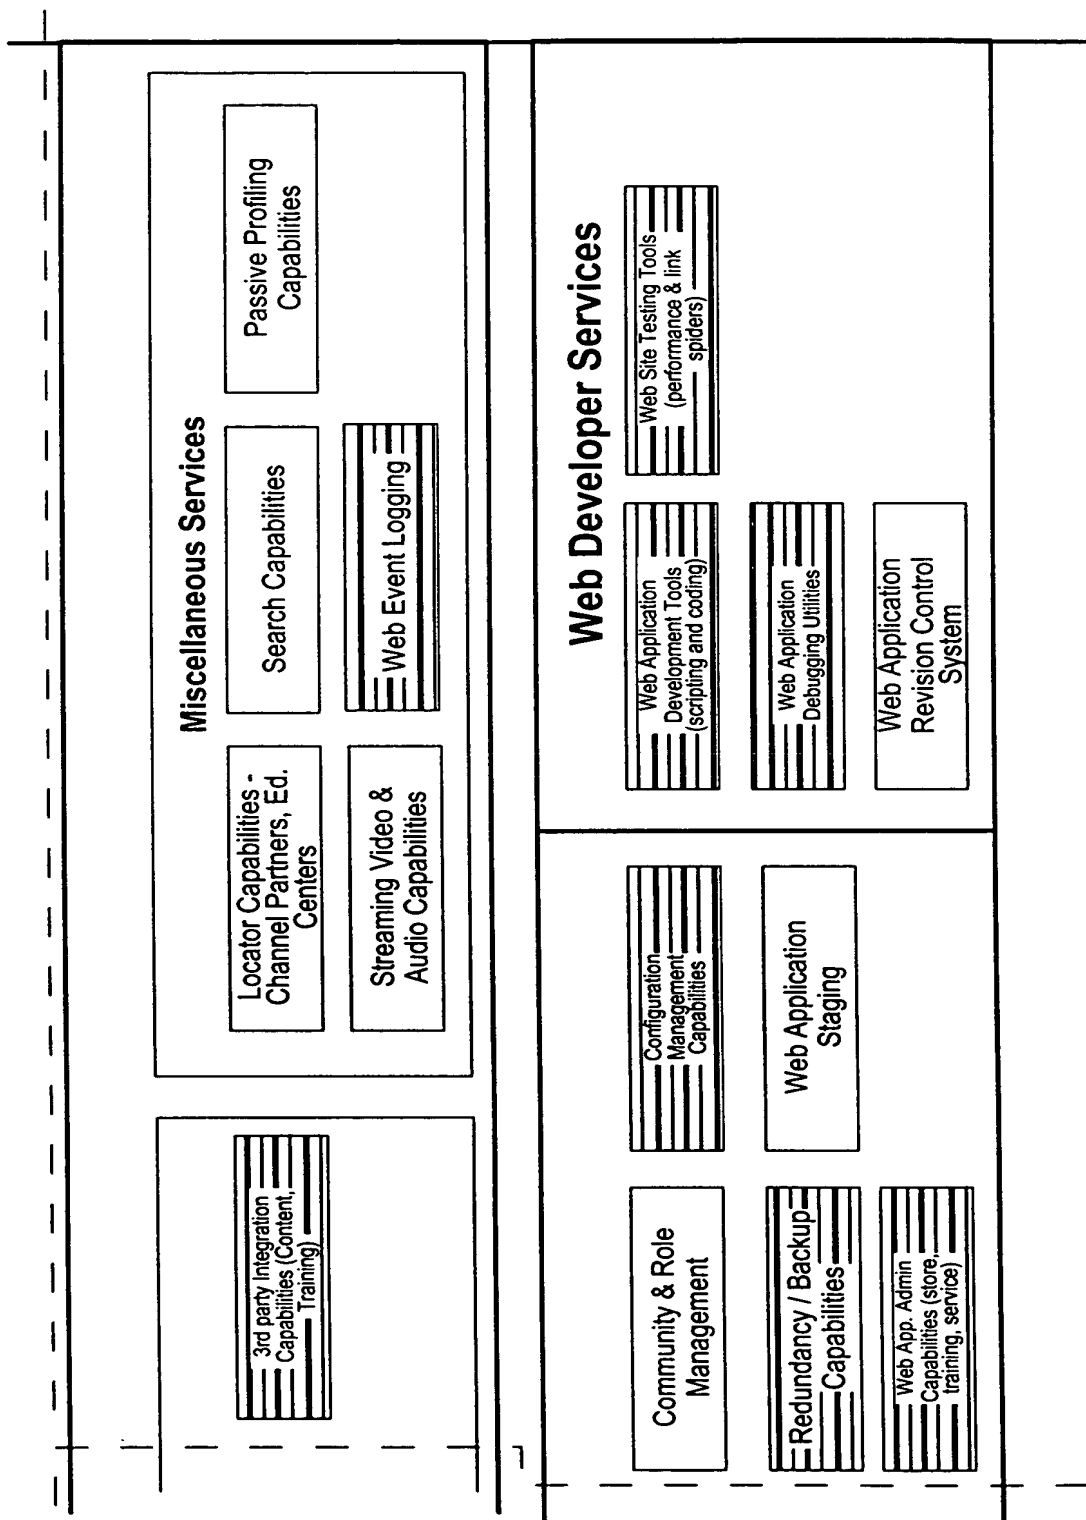 3rd party Integration
Capabilities (Content,
Training)
Miscellaneous Services
Locator Capabilities -
Channel Partners, Ed.
Centers
Search Capabilities
Passive Profiling
Capabilities
Streaming Video &
Audio Capabilities
Web Event Logging
Community & Role
Management
Configuration
Management
Capabilities
Redundancy / Backup
Capabilities
Web Application
Staging
Web App. Admin
Capabilities (store,
training, service)
Web Developer Services
Web Application
Development Tools
(scripting and coding)
Web Site Testing Tools
(performance & link
spiders)
Web Application
Debugging Utilities
Web Application
Revision Control
System